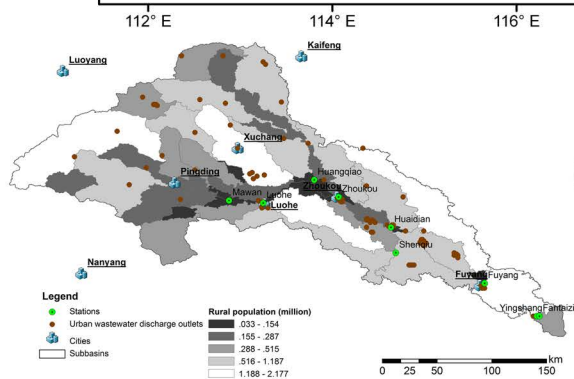 112° E 114° E 116° E
Kaifeng
Luoyang
Xuchang
Huangqiao
Pingding
Zhoukou
Zhoukou
Mawan
Luohe
Luohe
Huaidian
Shenqiu
Nanyang
Fuyang
Fuyang
YingshangFantaizi
Legend
Stations
Urban wastewater discharge outlets
Cities
Subbasins
Rural population (million)
.033 - .154
.155 - .287
.288 - .515
.516 - 1.187
1.188 - 2.177
km
0 25 50 100 150